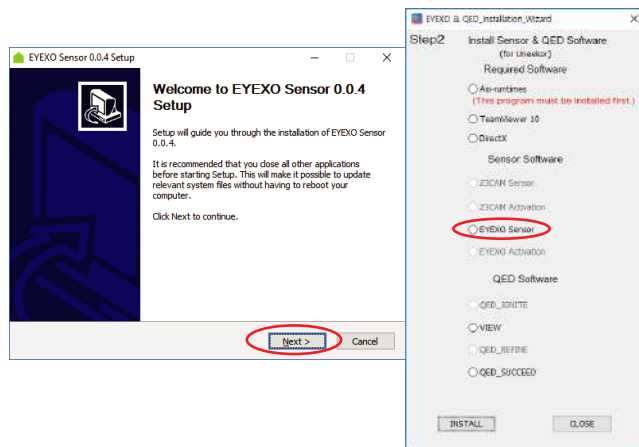 EYEXO Sensor 0.0.4 Setup
Welcome to EYEXO Sensor 0.0.4
Setup
Setup will guide you through the installation of EYEXO Sensor
0.0.4.
It is recommended that you close all other applications
before starting Setup. This will make it possible to update
relevant system files without having to reboot your
computer.
Click Next to continue.
Next >
Cancel
EYEXO & QED_Installation_Wizard
Step2
Install Sensor & QED Software
(for Uneekor)
Required Software
Aio-runtimes
(This program must be installed first.)
TeamViewer 10
DirectX
Sensor Software
Z3CAM Sensor
Z3CAM Activation
EYEXO Sensor
EYEXO Activation
QED Software
QED_IGNITE
VIEW
QED_REFINE
QED_SUCCEED
INSTALL
CLOSE